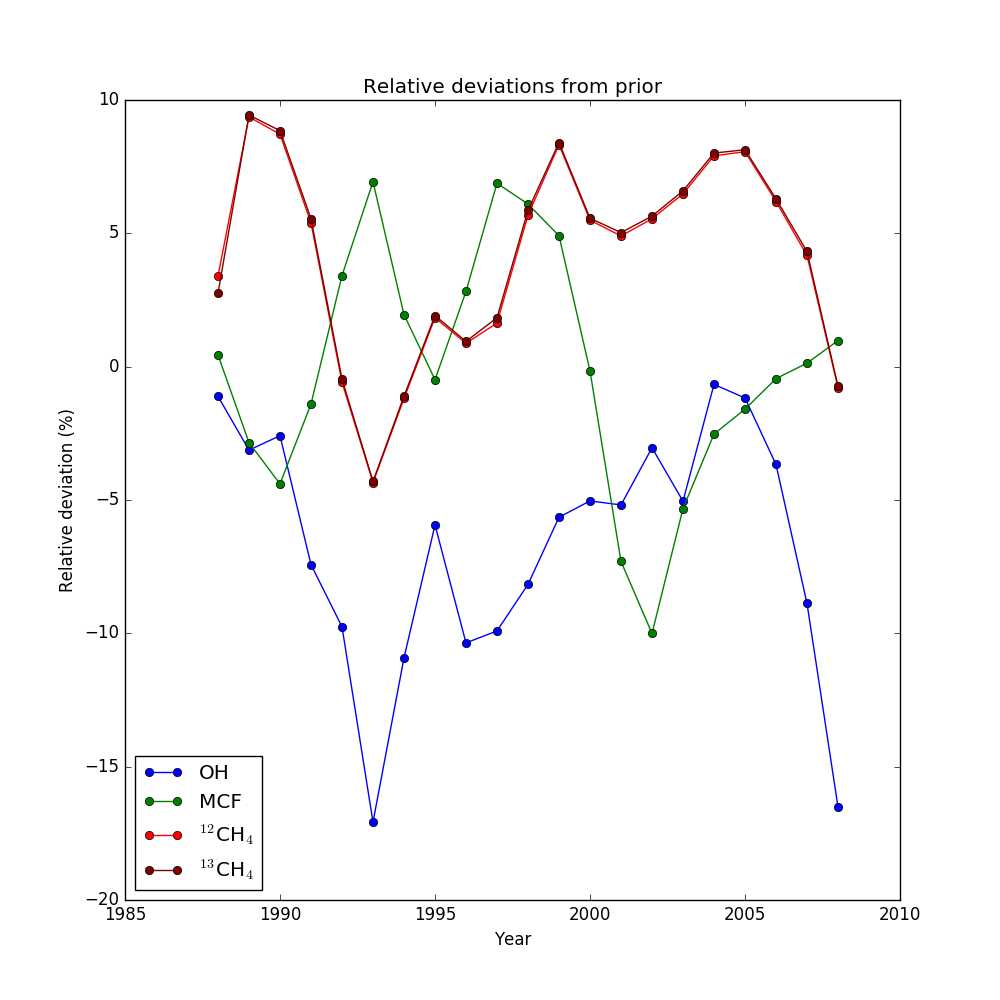 Relative deviations from prior
Relative deviation (%)
10
5
0
−5
−10
−15
−20
OH
MCF
¹²CH₄
¹³CH₄
1985 1990 1995 2000 2005 2010
Year